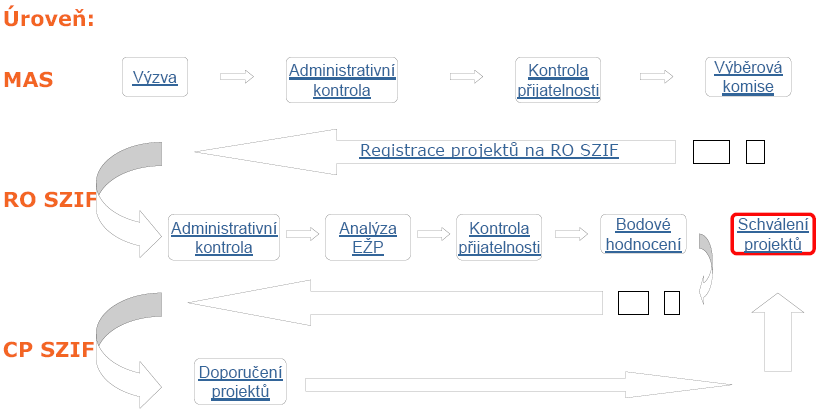 Úroveň:
MAS
Výzva
Administrativní
kontrola
Kontrola
přijatelnosti
Výběrová
komise
Registrace projektů na RO SZIF
RO SZIF
Administrativní
kontrola
Analýza
EŽP
Kontrola
přijatelnosti
Bodové
hodnocení
Schválení
projektů
CP SZIF
Doporučení
projektů